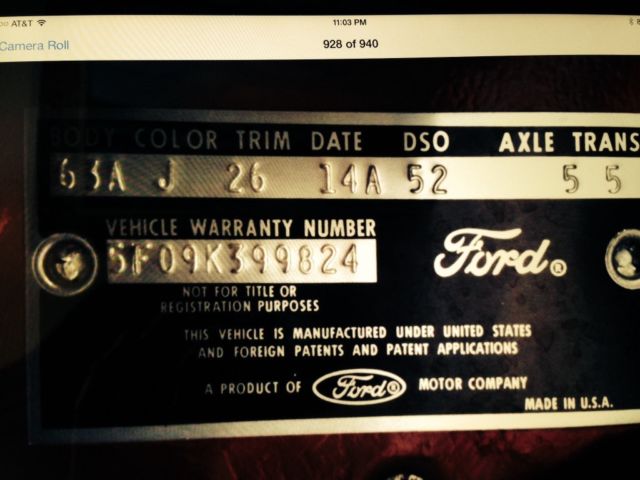 AT&T 11:03 PM
Camera Roll 928 of 940
BODY COLOR TRIM DATE DSO AXLE TRANS
63A J 26 14A 52 5 5
VEHICLE WARRANTY NUMBER
5F09K399824
Ford®
NOT FOR TITLE OR
REGISTRATION PURPOSES
THIS VEHICLE IS MANUFACTURED UNDER UNITED STATES
AND FOREIGN PATENTS AND PATENT APPLICATIONS
A PRODUCT OF Ford® MOTOR COMPANY
MADE IN U.S.A.